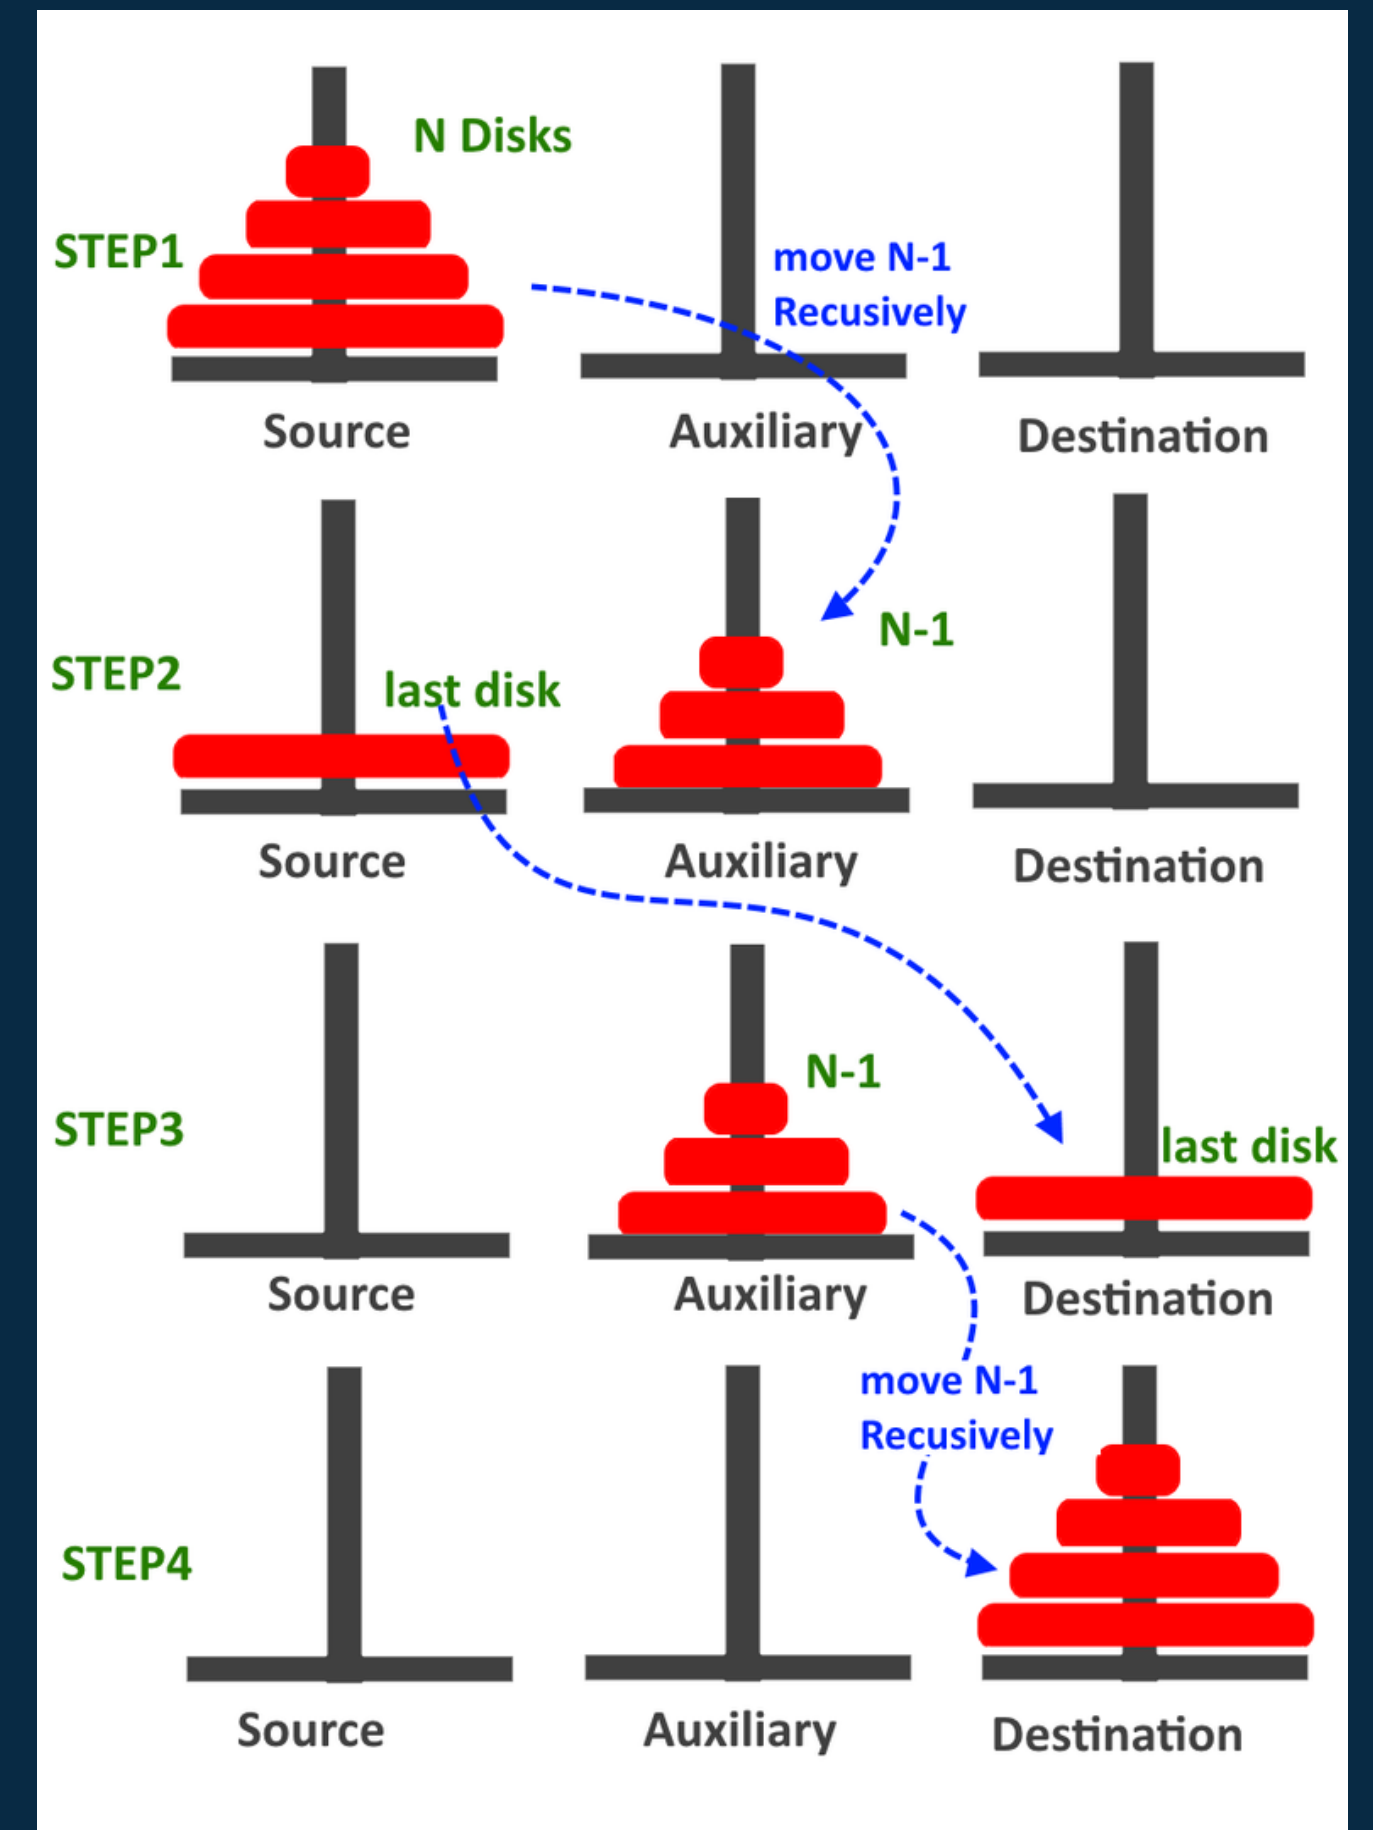 N Disks
STEP1
move N-1
Recusively
Source
Auxiliary
Destination
STEP2
last disk
N-1
Source
Auxiliary
Destination
STEP3
N-1
last disk
Source
Auxiliary
Destination
move N-1
Recusively
STEP4
Source
Auxiliary
Destination